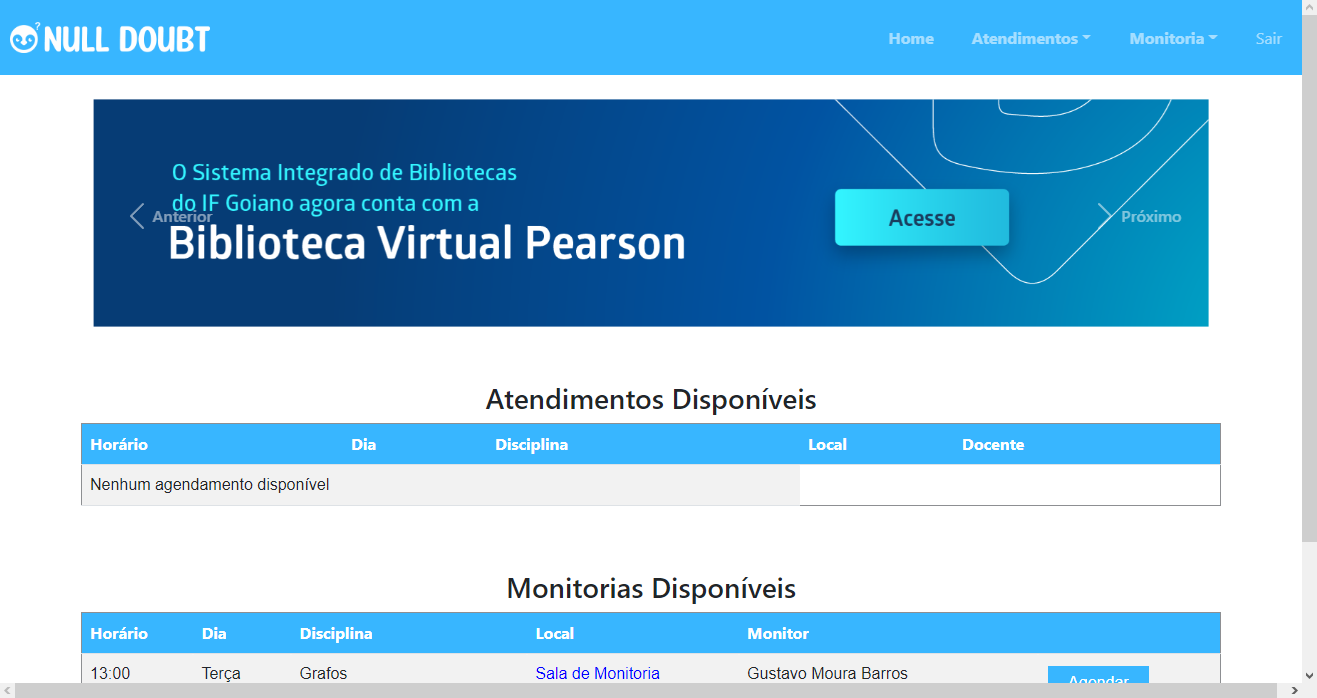 ? NULL DOUBT
Home Atendimentos Monitoria Sair
O Sistema Integrado de Bibliotecas
do IF Goiano agora conta com a
Anterior
Biblioteca Virtual Pearson
Acesse
Próximo
Atendimentos Disponíveis
Horário Dia Disciplina Local Docente
Nenhum agendamento disponível
Monitorias Disponíveis
Horário Dia Disciplina Local Monitor
13:00 Terça Grafos Sala de Monitoria Gustavo Moura Barros Agendar